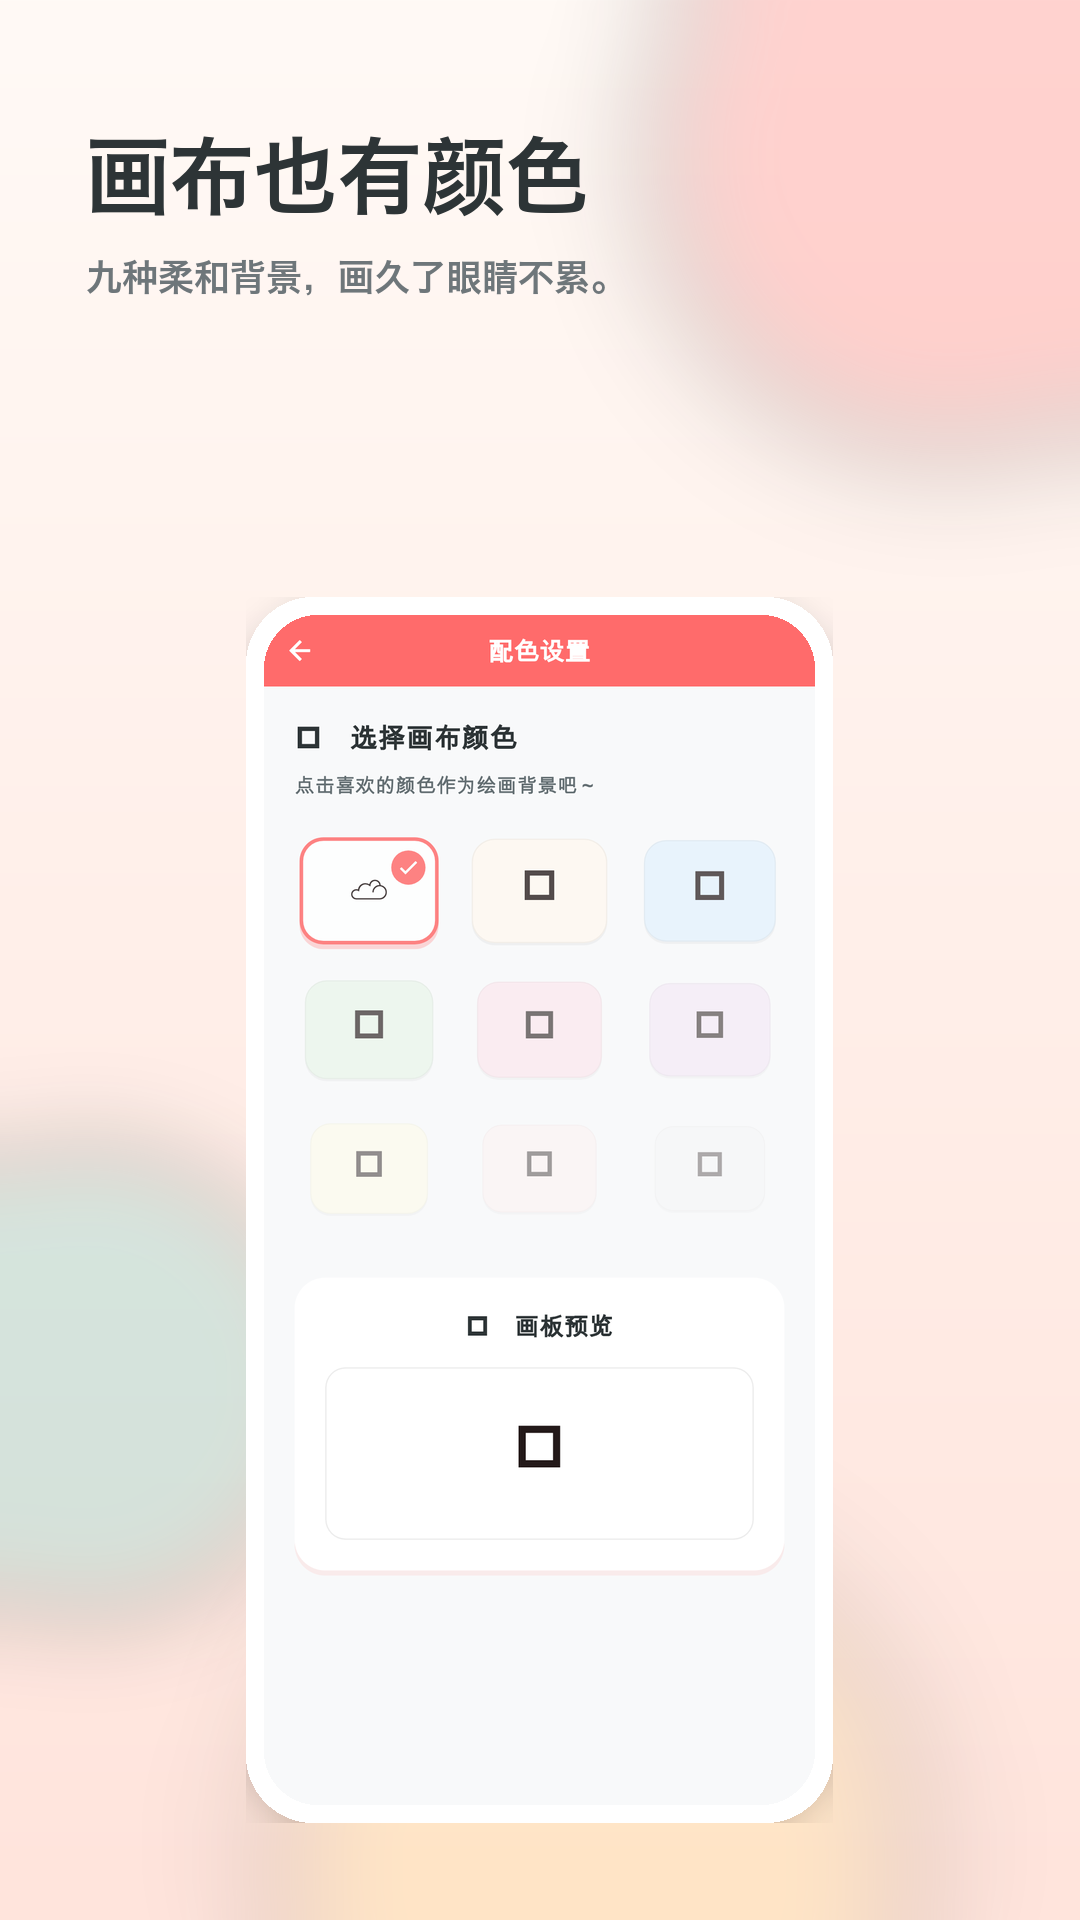 画布也有颜色
九种柔和背景，画久了眼睛不累。
配色设置
选择画布颜色
点击喜欢的颜色作为绘画背景吧 ~
画板预览